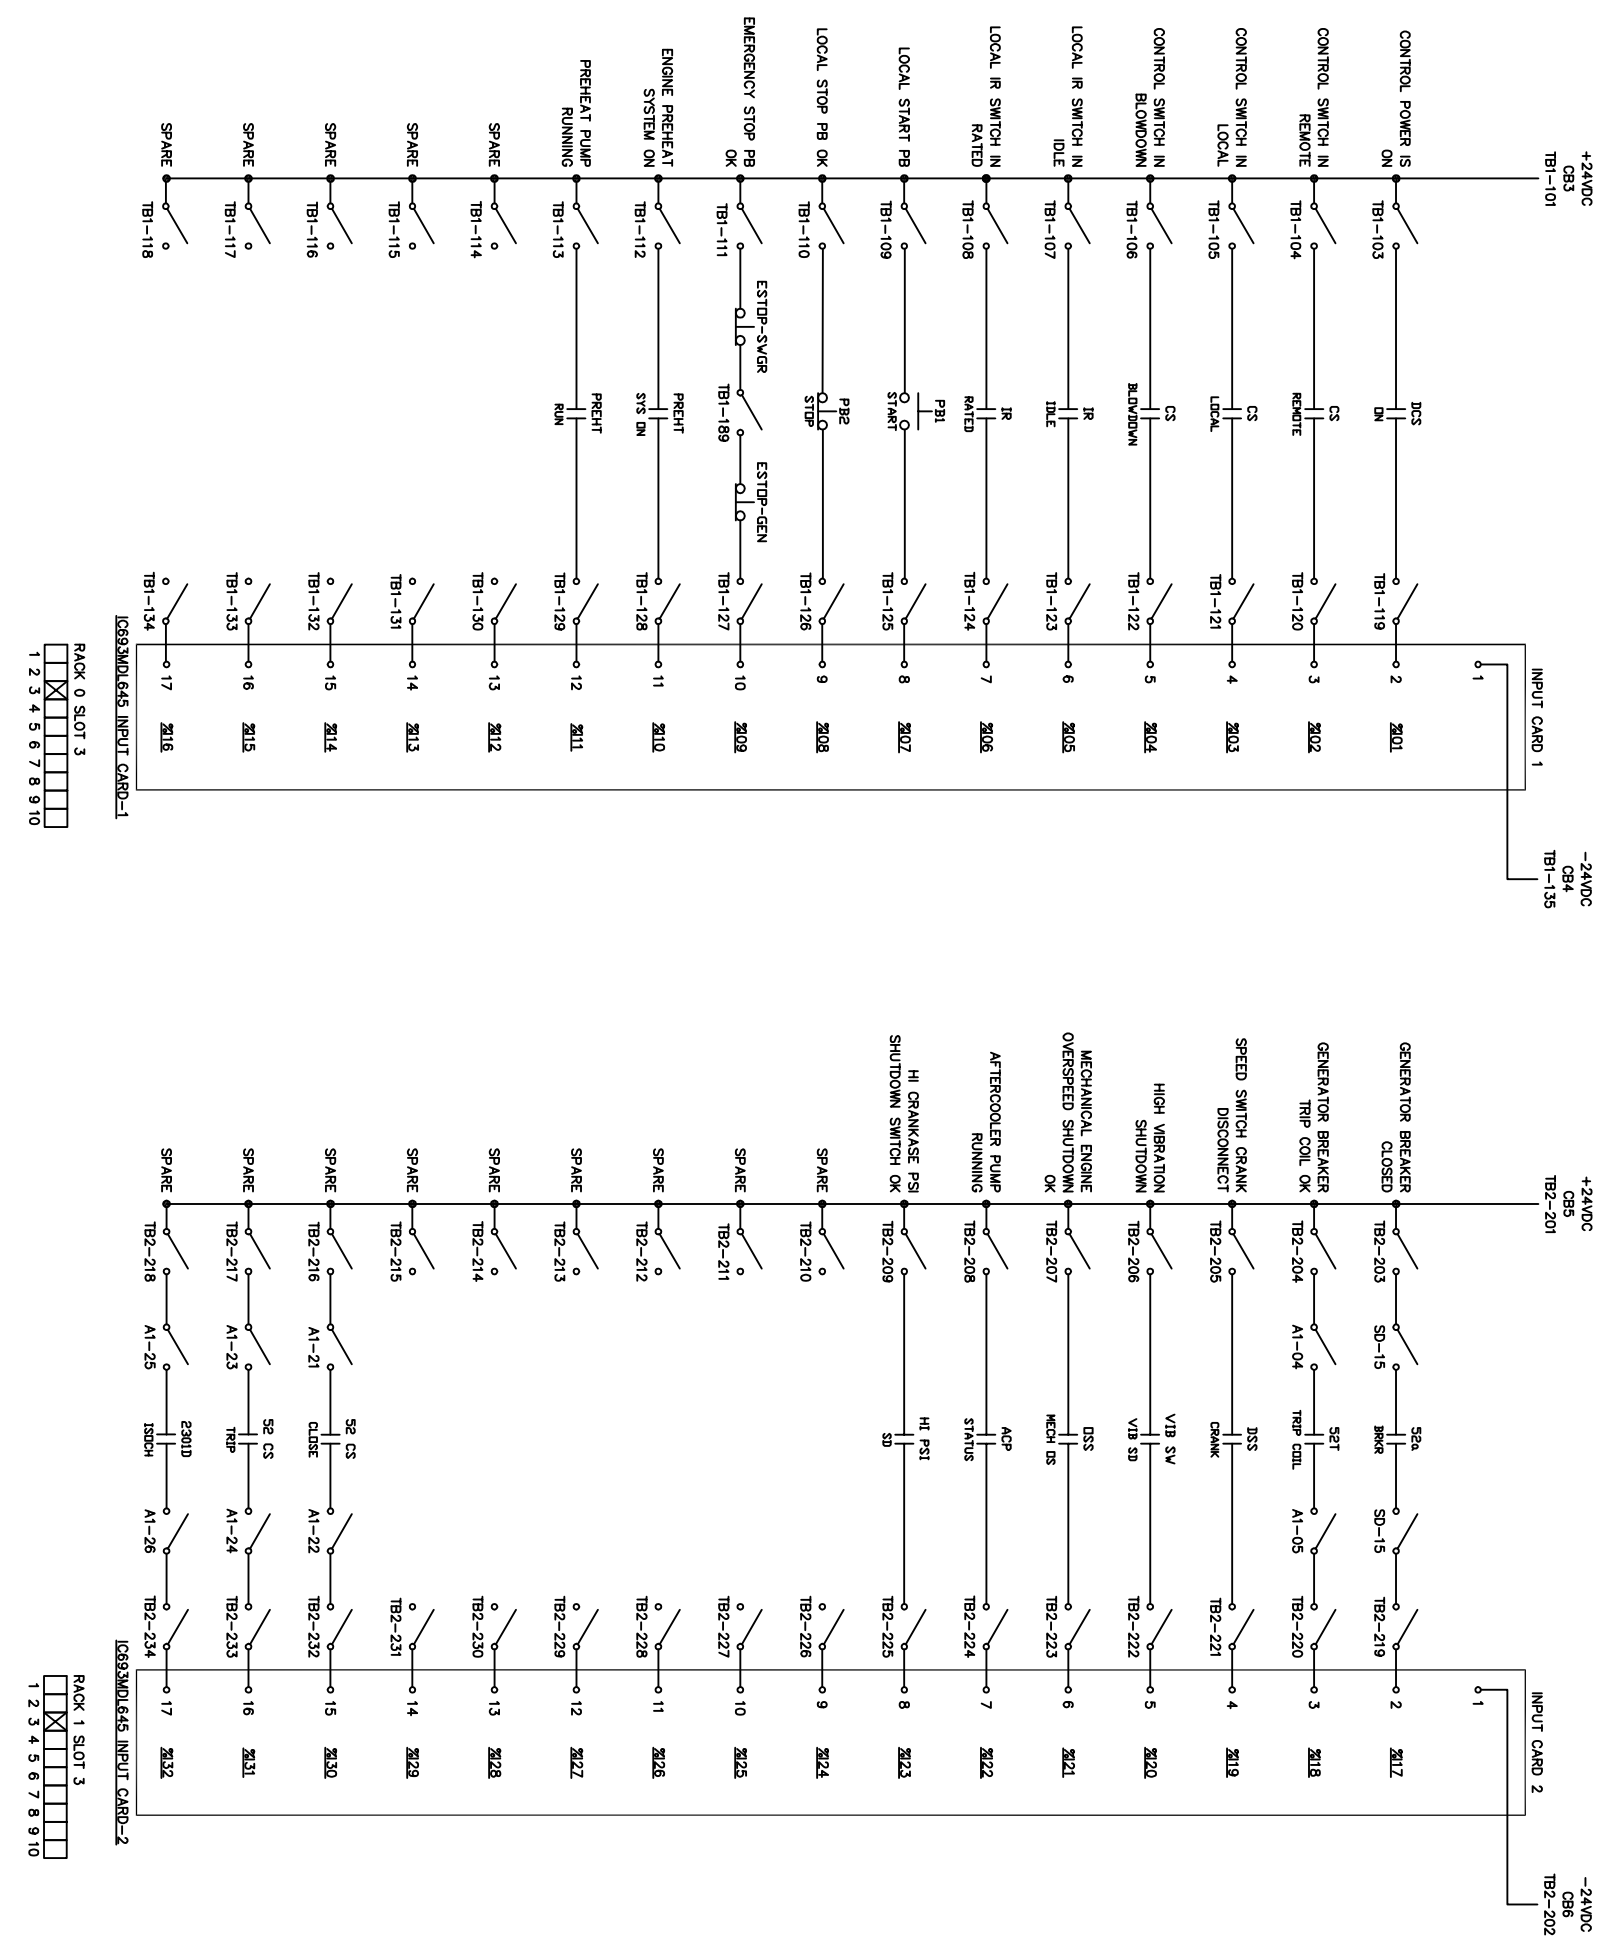 +24VDC
CB3
TB1-101
-24VDC
CB4
TB1-135
INPUT CARD 1
1
CONTROL POWER IS
ON
TB1-103
DCS
ON
TB1-119
2
%I01
CONTROL SWITCH IN
REMOTE
TB1-104
CS
REMOTE
TB1-120
3
%I02
CONTROL SWITCH IN
LOCAL
TB1-105
CS
LOCAL
TB1-121
4
%I03
CONTROL SWITCH IN
BLOWDOWN
TB1-106
CS
BLOWDOWN
TB1-122
5
%I04
LOCAL IR SWITCH IN
IDLE
TB1-107
IR
IDLE
TB1-123
6
%I05
LOCAL IR SWITCH IN
RATED
TB1-108
IR
RATED
TB1-124
7
%I06
LOCAL START PB
TB1-109
PB1
START
TB1-125
8
%I07
LOCAL STOP PB OK
TB1-110
PB2
STOP
TB1-126
9
%I08
EMERGENCY STOP PB
OK
TB1-111
ESTOP-SWGR
TB1-189
ESTOP-GEN
TB1-127
10
%I09
ENGINE PREHEAT
SYSTEM ON
TB1-112
PREHT
SYS ON
TB1-128
11
%I10
PREHEAT PUMP
RUNNING
TB1-113
PREHT
RUN
TB1-129
12
%I11
SPARE
TB1-114
TB1-130
13
%I12
SPARE
TB1-115
TB1-131
14
%I13
SPARE
TB1-116
TB1-132
15
%I14
SPARE
TB1-117
TB1-133
16
%I15
SPARE
TB1-118
TB1-134
17
%I16
IC693MDL645 INPUT CARD-1
RACK 0 SLOT 3
1 2 3 4 5 6 7 8 9 10
+24VDC
CB5
TB2-201
-24VDC
CB6
TB2-202
INPUT CARD 2
1
GENERATOR BREAKER
CLOSED
TB2-203
SD-15
52a
BRKR
SD-15
TB2-219
2
%I17
GENERATOR BREAKER
TRIP COIL OK
TB2-204
A1-04
52T
TRIP COIL
A1-05
TB2-220
3
%I18
SPEED SWITCH CRANK
DISCONNECT
TB2-205
DSS
CRANK
TB2-221
4
%I19
HIGH VIBRATION
SHUTDOWN
TB2-206
VIB SW
VIB SD
TB2-222
5
%I20
MECHANICAL ENGINE
OVERSPEED SHUTDOWN
OK
TB2-207
OSS
MECH OS
TB2-223
6
%I21
AFTERCOOLER PUMP
RUNNING
TB2-208
ACP
STATUS
TB2-224
7
%I22
HI CRANKASE PSI
SHUTDOWN SWITCH OK
TB2-209
HI PSI
SD
TB2-225
8
%I23
SPARE
TB2-210
TB2-226
9
%I24
SPARE
TB2-211
TB2-227
10
%I25
SPARE
TB2-212
TB2-228
11
%I26
SPARE
TB2-213
TB2-229
12
%I27
SPARE
TB2-214
TB2-230
13
%I28
SPARE
TB2-215
TB2-231
14
%I29
SPARE
TB2-216
A1-21
52 CS
CLOSE
A1-22
TB2-232
15
%I30
SPARE
TB2-217
A1-23
52 CS
TRIP
A1-24
TB2-233
16
%I31
SPARE
TB2-218
A1-25
2301D
ISOCH
A1-26
TB2-234
17
%I32
IC693MDL645 INPUT CARD-2
RACK 1 SLOT 3
1 2 3 4 5 6 7 8 9 10